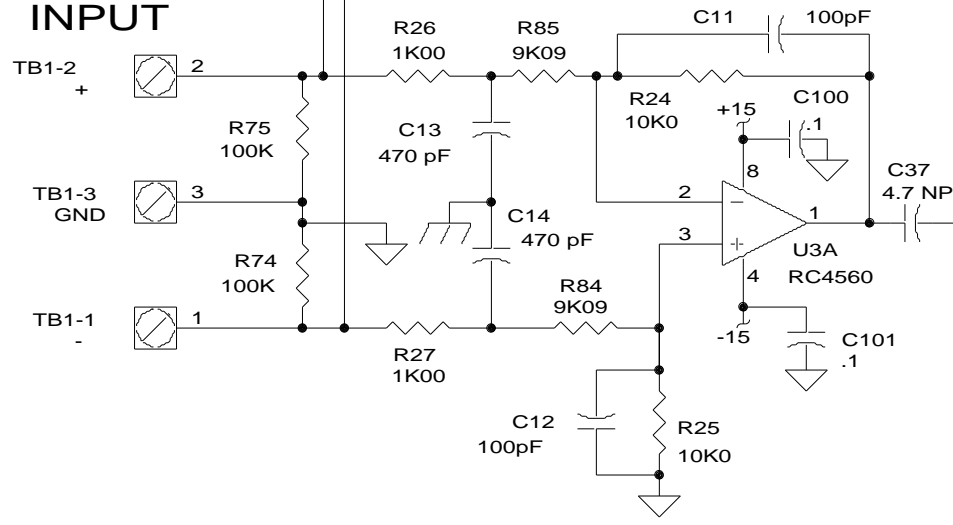 INPUT
TB1-2
+
2
R26
1K00
R85
9K09
C11
100pF
R24
10K0
+15
C100
.1
R75
100K
C13
470 pF
TB1-3
GND
3
C14
470 pF
2
3
8
4
1
U3A
RC4560
C37
4.7 NP
R74
100K
R84
9K09
TB1-1
-
1
R27
1K00
-15
C101
.1
C12
100pF
R25
10K0